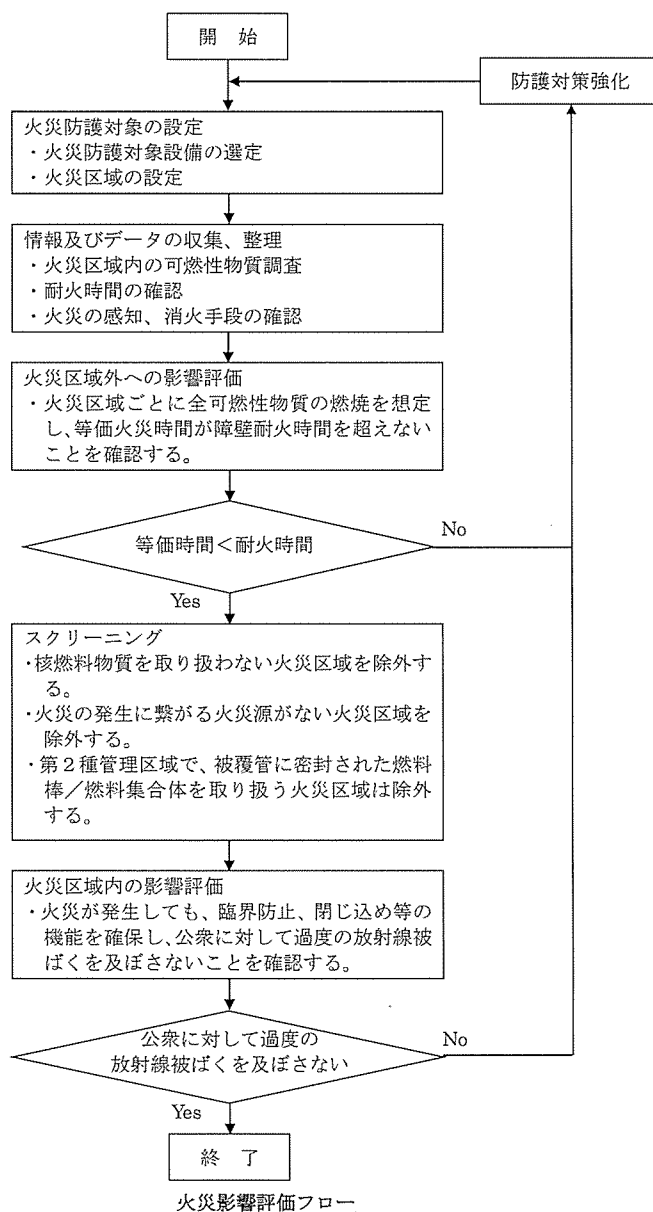 開 始
防護対策強化
火災防護対象の設定
・火災防護対象設備の選定
・火災区域の設定
情報及びデータの収集、整理
・火災区域内の可燃性物質調査
・耐火時間の確認
・火災の感知、消火手段の確認
火災区域外への影響評価
・火災区域ごとに全可燃性物質の燃焼を想定
し、等価火災時間が障壁耐火時間を超えない
ことを確認する。
等価時間＜耐火時間
No
Yes
スクリーニング
・核燃料物質を取り扱わない火災区域を除外す
る。
・火災の発生に繋がる火災源がない火災区域を
除外する。
・第２種管理区域で、被覆管に密封された燃料
棒／燃料集合体を取り扱う火災区域は除外
する。
火災区域内の影響評価
・火災が発生しても、臨界防止、閉じ込め等の
機能を確保し、公衆に対して過度の放射線被
ばくを及ぼさないことを確認する。
公衆に対して過度の
放射線被ばくを及ぼさない
No
Yes
終 了
火災影響評価フロー